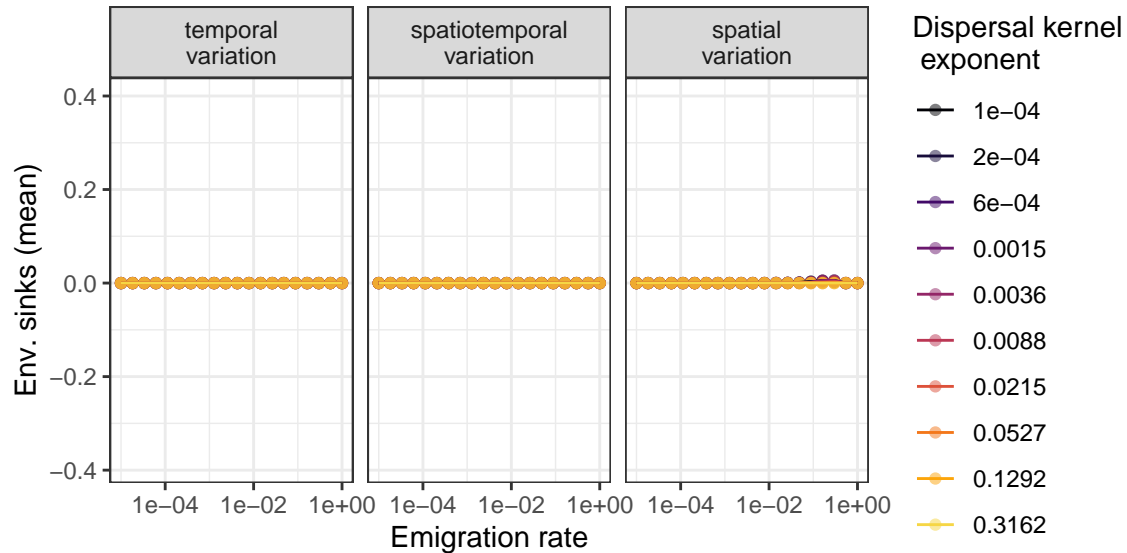 temporal
variation
spatiotemporal
variation
spatial
variation
Dispersal kernel
exponent
1e−04
2e−04
6e−04
0.0015
0.0036
0.0088
0.0215
0.0527
0.1292
0.3162
Env. sinks (mean)
0.4
0.2
0.0
−0.2
−0.4
1e−04 1e−02 1e+00 1e−04 1e−02 1e+00 1e−04 1e−02 1e+00
Emigration rate